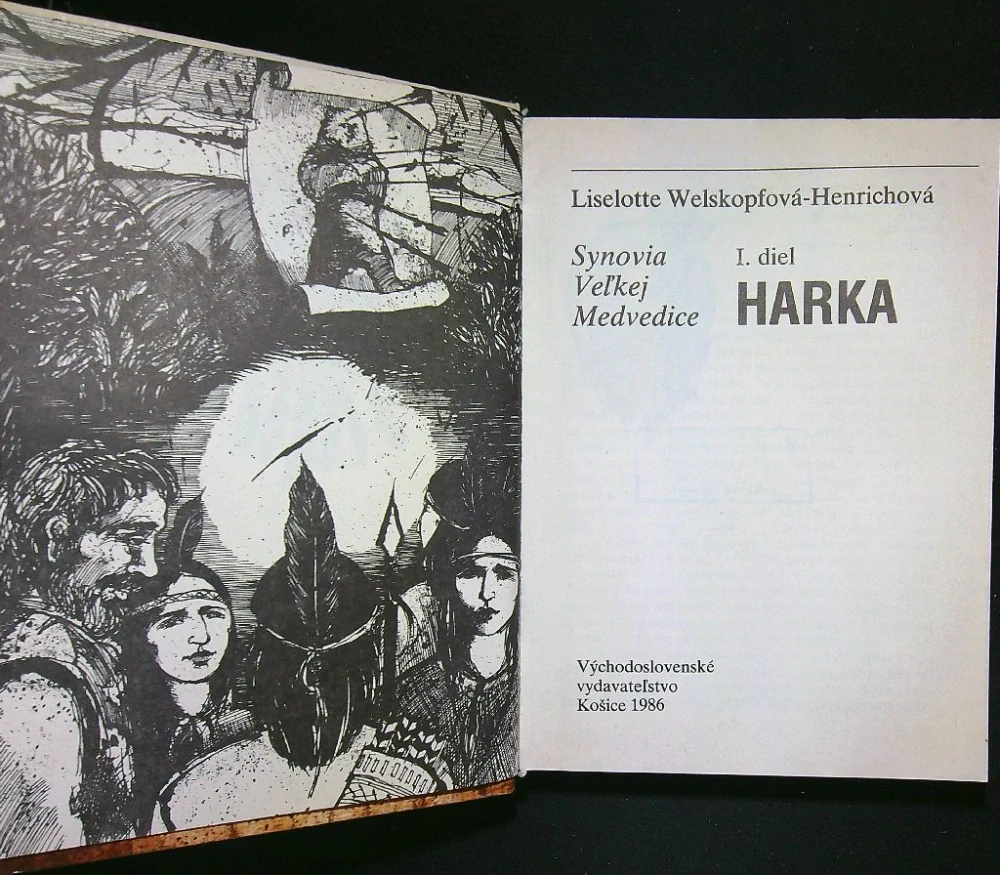 Liselotte Welskopfová-Henrichová
Synovia
Veľkej
Medvedice
I. diel
HARKA
Východoslovenské
vydavateľstvo
Košice 1986